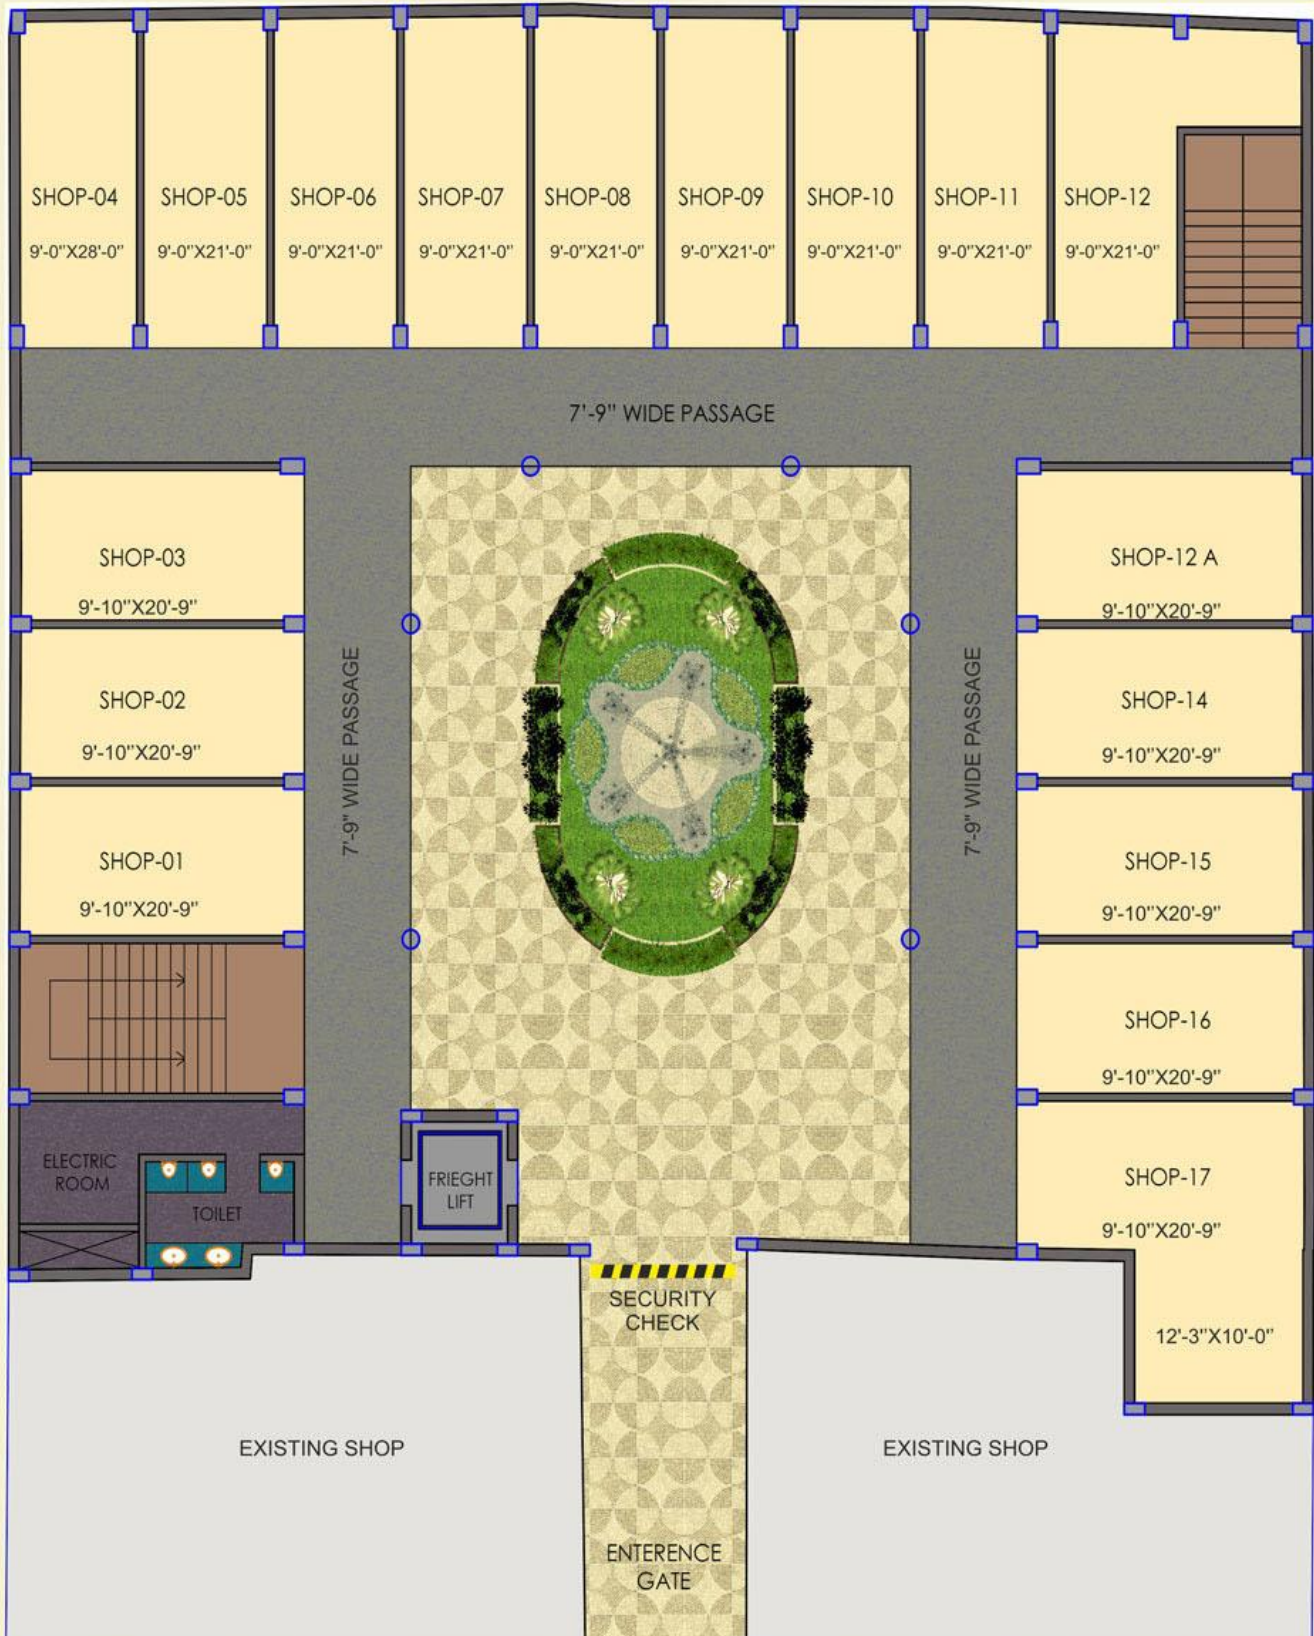 SHOP-04
9'-0"X28'-0"
SHOP-05
9'-0"X21'-0"
SHOP-06
9'-0"X21'-0"
SHOP-07
9'-0"X21'-0"
SHOP-08
9'-0"X21'-0"
SHOP-09
9'-0"X21'-0"
SHOP-10
9'-0"X21'-0"
SHOP-11
9'-0"X21'-0"
SHOP-12
9'-0"X21'-0"
7'-9" WIDE PASSAGE
SHOP-03
9'-10"X20'-9"
SHOP-02
9'-10"X20'-9"
SHOP-01
9'-10"X20'-9"
7'-9" WIDE PASSAGE
7'-9" WIDE PASSAGE
SHOP-12 A
9'-10"X20'-9"
SHOP-14
9'-10"X20'-9"
SHOP-15
9'-10"X20'-9"
SHOP-16
9'-10"X20'-9"
SHOP-17
9'-10"X20'-9"
12'-3"X10'-0"
ELECTRIC
ROOM
TOILET
FRIEGHT
LIFT
SECURITY
CHECK
EXISTING SHOP
EXISTING SHOP
ENTERENCE
GATE